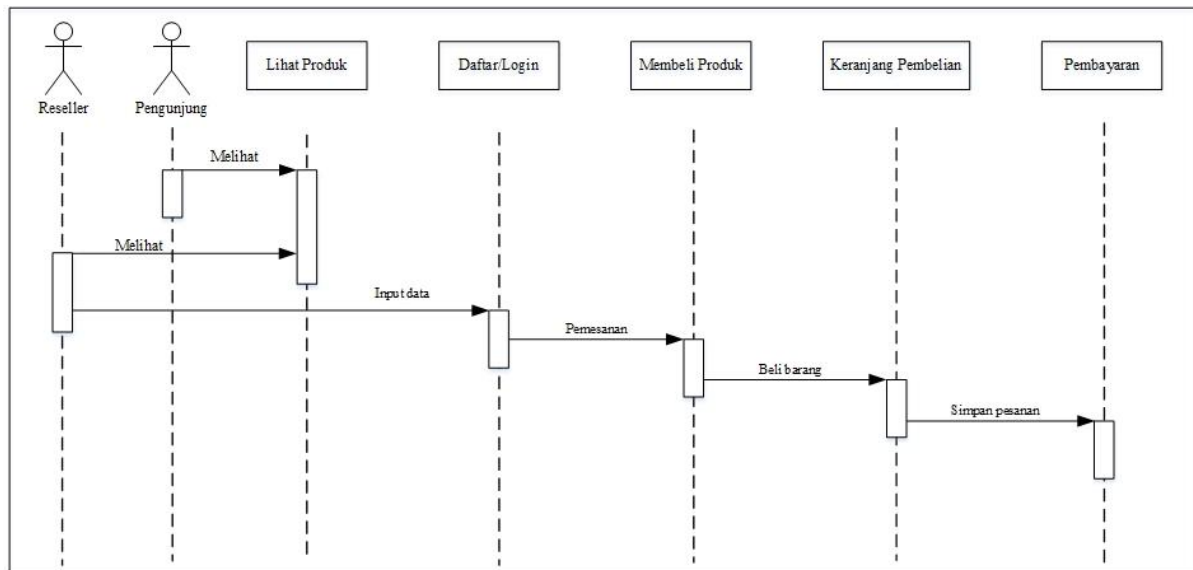 Lihat Produk
Daftar/Login
Membeli Produk
Keranjang Pembelian
Pembayaran
Reseller
Pengunjung
Melihat
Melihat
Input data
Pemesanan
Beli barang
Simpan pesanan